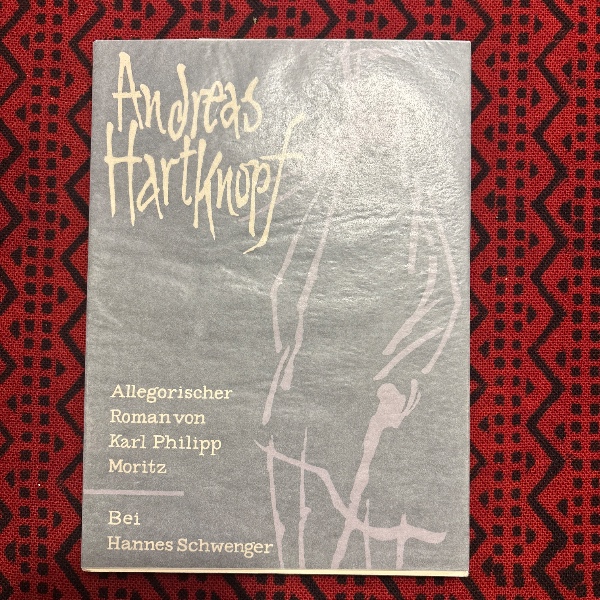 Andreas
Hartknopf
Allegorischer
Roman von
Karl Philipp
Moritz
Bei
Hannes Schwenger